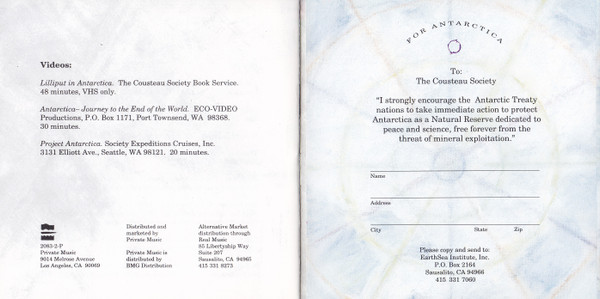 Videos:
Lilliput in Antarctica. The Cousteau Society Book Service.
48 minutes, VHS only.
Antarctica–Journey to the End of the World. ECO-VIDEO
Productions, P.O. Box 1171, Port Townsend, WA 98368.
30 minutes.
Project Antarctica. Society Expeditions Cruises, Inc.
3131 Elliott Ave., Seattle, WA 98121. 20 minutes.
2083-2-P
Private Music
9014 Melrose Avenue
Los Angeles, CA 90069
Distributed and
marketed by
Private Music
Private Music is
distributed by
BMG Distribution
Alternative Market
distribution through
Real Music
85 Libertyship Way
Suite 207
Sausalito, CA 94965
415 331 8273
FOR ANTARCTICA
To:
The Cousteau Society
"I strongly encourage the Antarctic Treaty
nations to take immediate action to protect
Antarctica as a Natural Reserve dedicated to
peace and science, free forever from the
threat of mineral exploitation."
Name
Address
City State Zip
Please copy and send to:
EarthSea Institute, Inc.
P.O. Box 2164
Sausalito, CA 94966
415 331 7060